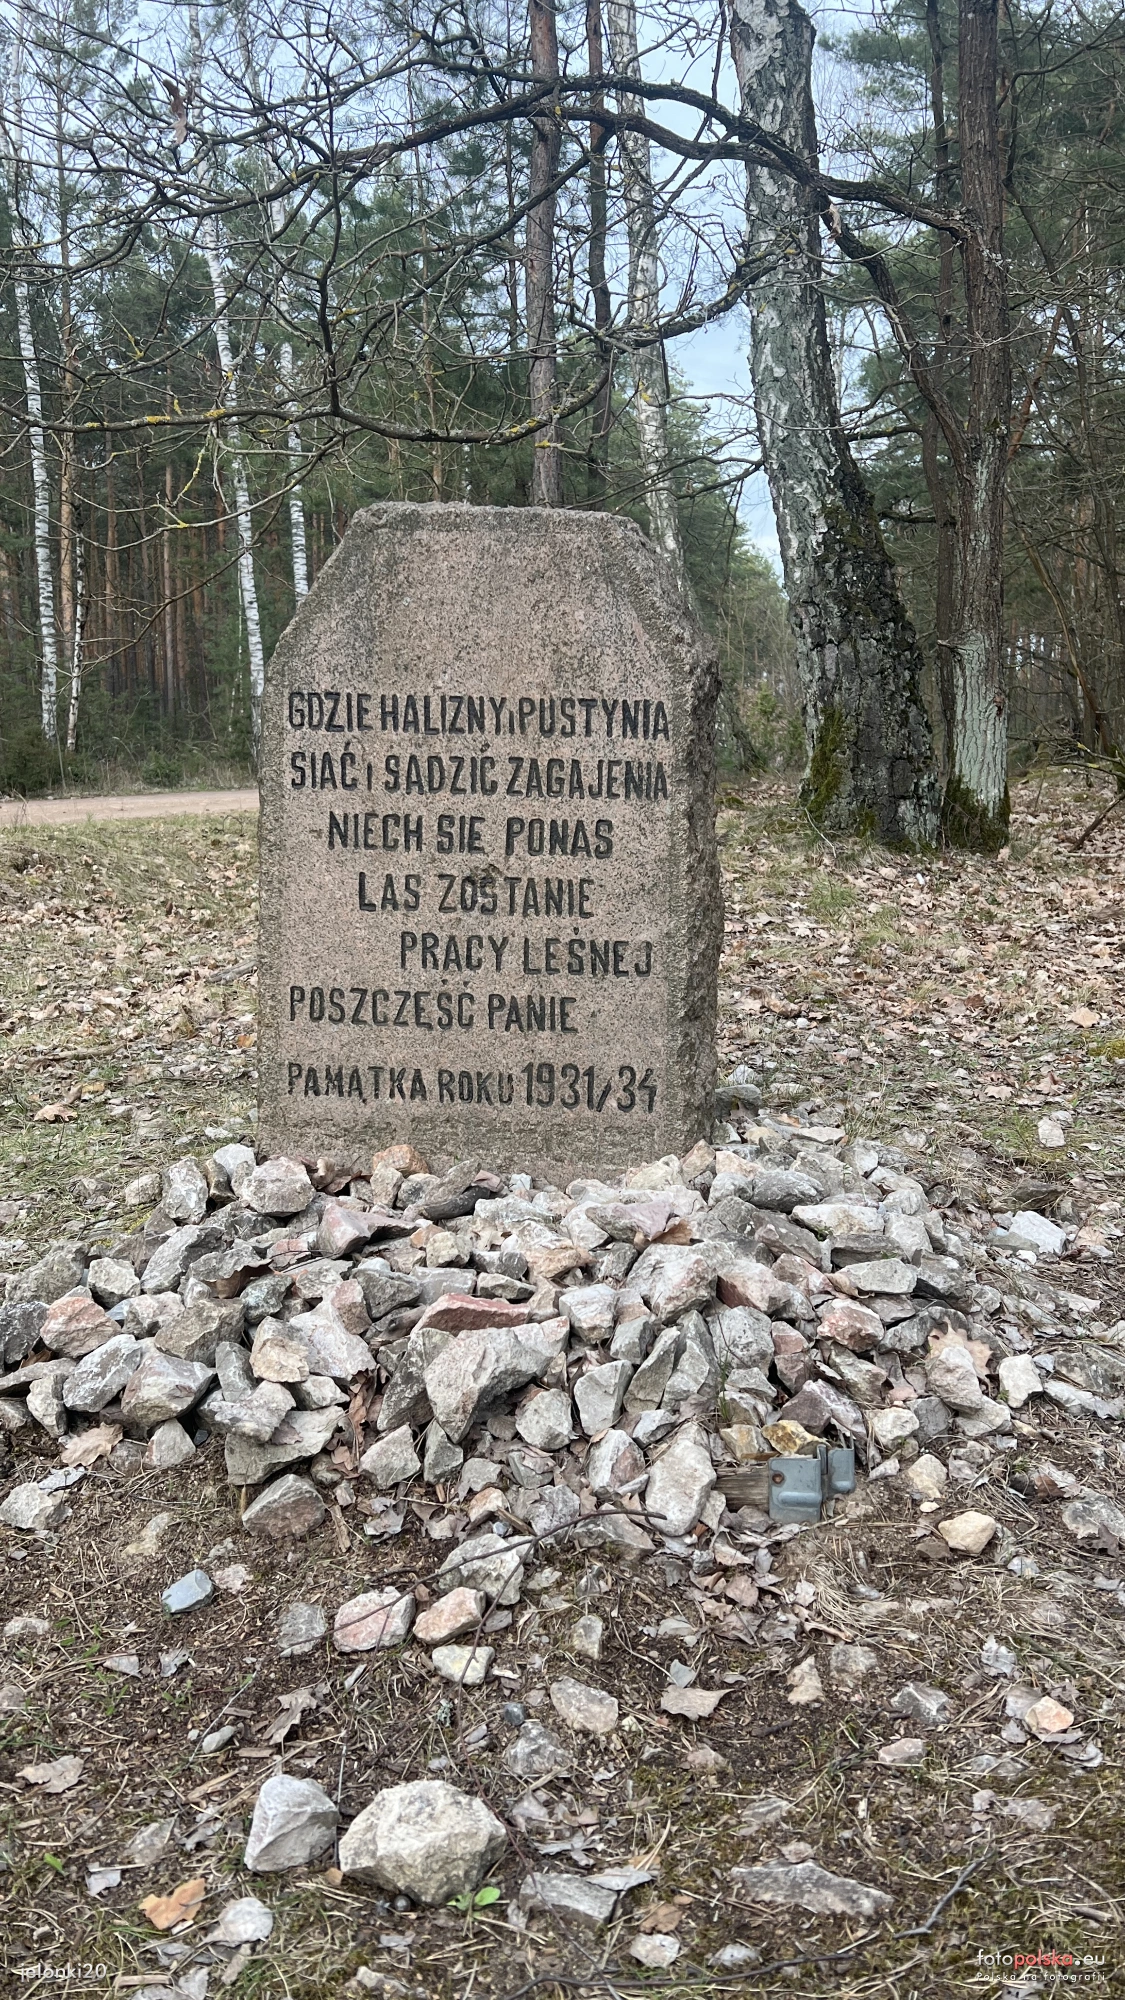 GDZIE HALIZNY i PUSTYNIA
SIAĆ i SADZIĆ ZAGAJENIA
NIECH SIE PO NAS
LAS ZOSTANIE
PRACY LEŚNEJ
POSZCZĘŚĆ PANIE
PAMĄTKA ROKU 1931/34
jelonki20
fotopolska.eu
Polska na fotografii